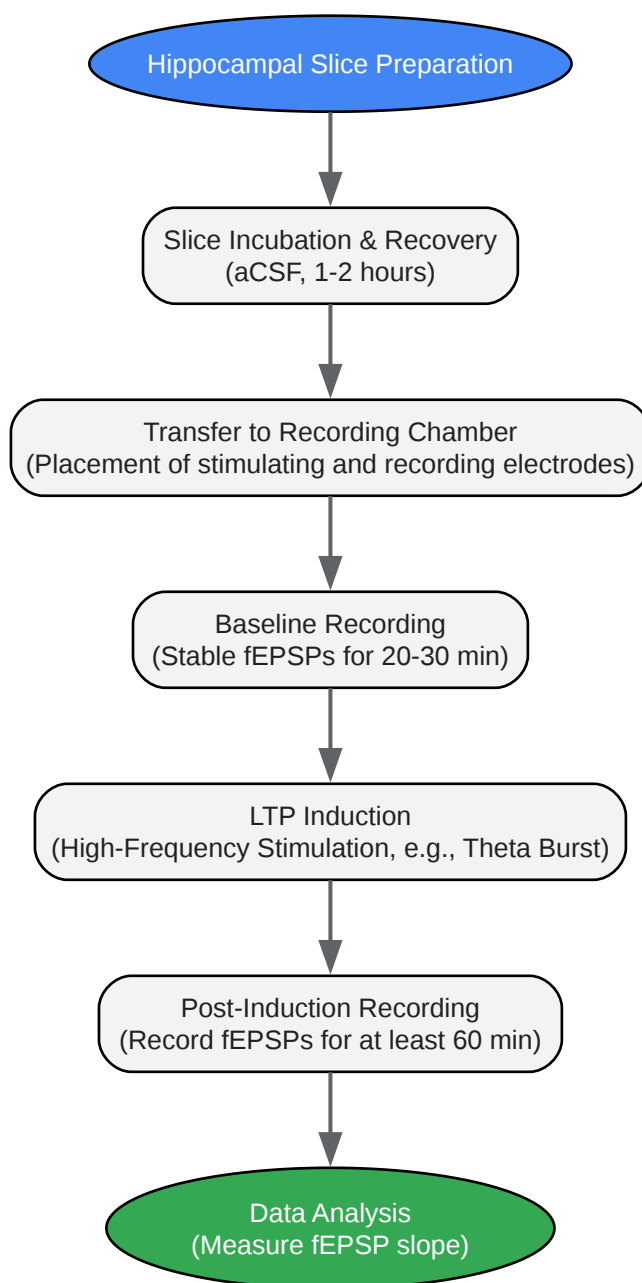 Hippocampal Slice Preparation
Slice Incubation & Recovery
(aCSF, 1-2 hours)
Transfer to Recording Chamber
(Placement of stimulating and recording electrodes)
Baseline Recording
(Stable fEPSPs for 20-30 min)
LTP Induction
(High-Frequency Stimulation, e.g., Theta Burst)
Post-Induction Recording
(Record fEPSPs for at least 60 min)
Data Analysis
(Measure fEPSP slope)